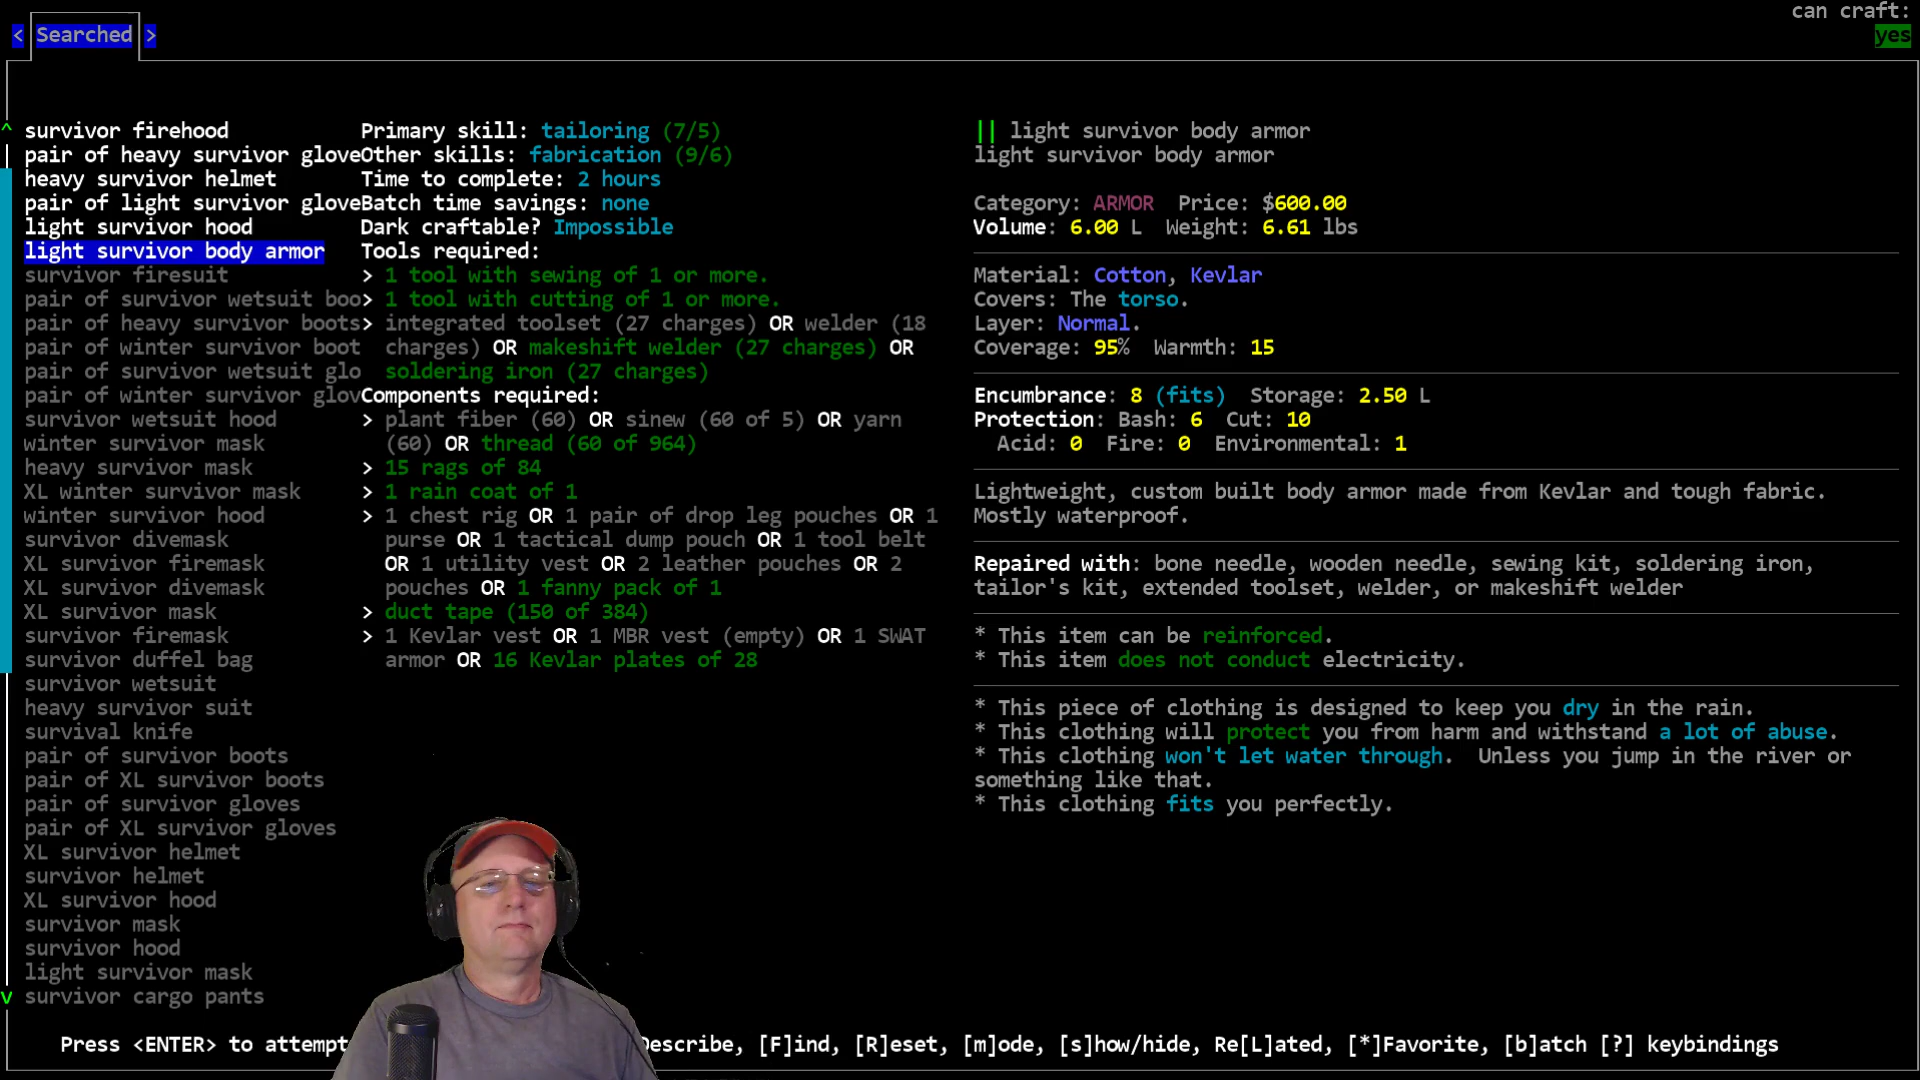 can craft:
< Searched >
yes
^ survivor firehood
pair of heavy survivor glove
heavy survivor helmet
pair of light survivor glove
light survivor hood
light survivor body armor
survivor firesuit
pair of survivor wetsuit boo
pair of heavy survivor boots
pair of winter survivor boot
pair of survivor wetsuit glo
pair of winter survivor glov
survivor wetsuit hood
winter survivor mask
heavy survivor mask
XL winter survivor mask
winter survivor hood
survivor divemask
XL survivor firemask
XL survivor divemask
XL survivor mask
survivor firemask
survivor duffel bag
survivor wetsuit
heavy survivor suit
survival knife
pair of survivor boots
pair of XL survivor boots
pair of survivor gloves
pair of XL survivor gloves
XL survivor helmet
survivor helmet
XL survivor hood
survivor mask
survivor hood
light survivor mask
v survivor cargo pants
Primary skill: tailoring (7/5)
Other skills: fabrication (9/6)
Time to complete: 2 hours
Batch time savings: none
Dark craftable? Impossible
Tools required:
> 1 tool with sewing of 1 or more.
> 1 tool with cutting of 1 or more.
> integrated toolset (27 charges) OR welder (18
charges) OR makeshift welder (27 charges) OR
soldering iron (27 charges)
Components required:
> plant fiber (60) OR sinew (60 of 5) OR yarn
(60) OR thread (60 of 964)
> 15 rags of 84
> 1 rain coat of 1
> 1 chest rig OR 1 pair of drop leg pouches OR 1
purse OR 1 tactical dump pouch OR 1 tool belt
OR 1 utility vest OR 2 leather pouches OR 2
pouches OR 1 fanny pack of 1
> duct tape (150 of 384)
> 1 Kevlar vest OR 1 MBR vest (empty) OR 1 SWAT
armor OR 16 Kevlar plates of 28
|| light survivor body armor
light survivor body armor
Category: ARMOR Price: $600.00
Volume: 6.00 L Weight: 6.61 lbs
Material: Cotton, Kevlar
Covers: The torso.
Layer: Normal.
Coverage: 95% Warmth: 15
Encumbrance: 8 (fits) Storage: 2.50 L
Protection: Bash: 6 Cut: 10
Acid: 0 Fire: 0 Environmental: 1
Lightweight, custom built body armor made from Kevlar and tough fabric.
Mostly waterproof.
Repaired with: bone needle, wooden needle, sewing kit, soldering iron,
tailor's kit, extended toolset, welder, or makeshift welder
* This item can be reinforced.
* This item does not conduct electricity.
* This piece of clothing is designed to keep you dry in the rain.
* This clothing will protect you from harm and withstand a lot of abuse.
* This clothing won't let water through. Unless you jump in the river or
something like that.
* This clothing fits you perfectly.
Press <ENTER> to attempt escribe, [F]ind, [R]eset, [m]ode, [s]how/hide, Re[L]ated, [*]Favorite, [b]atch [?] keybindings